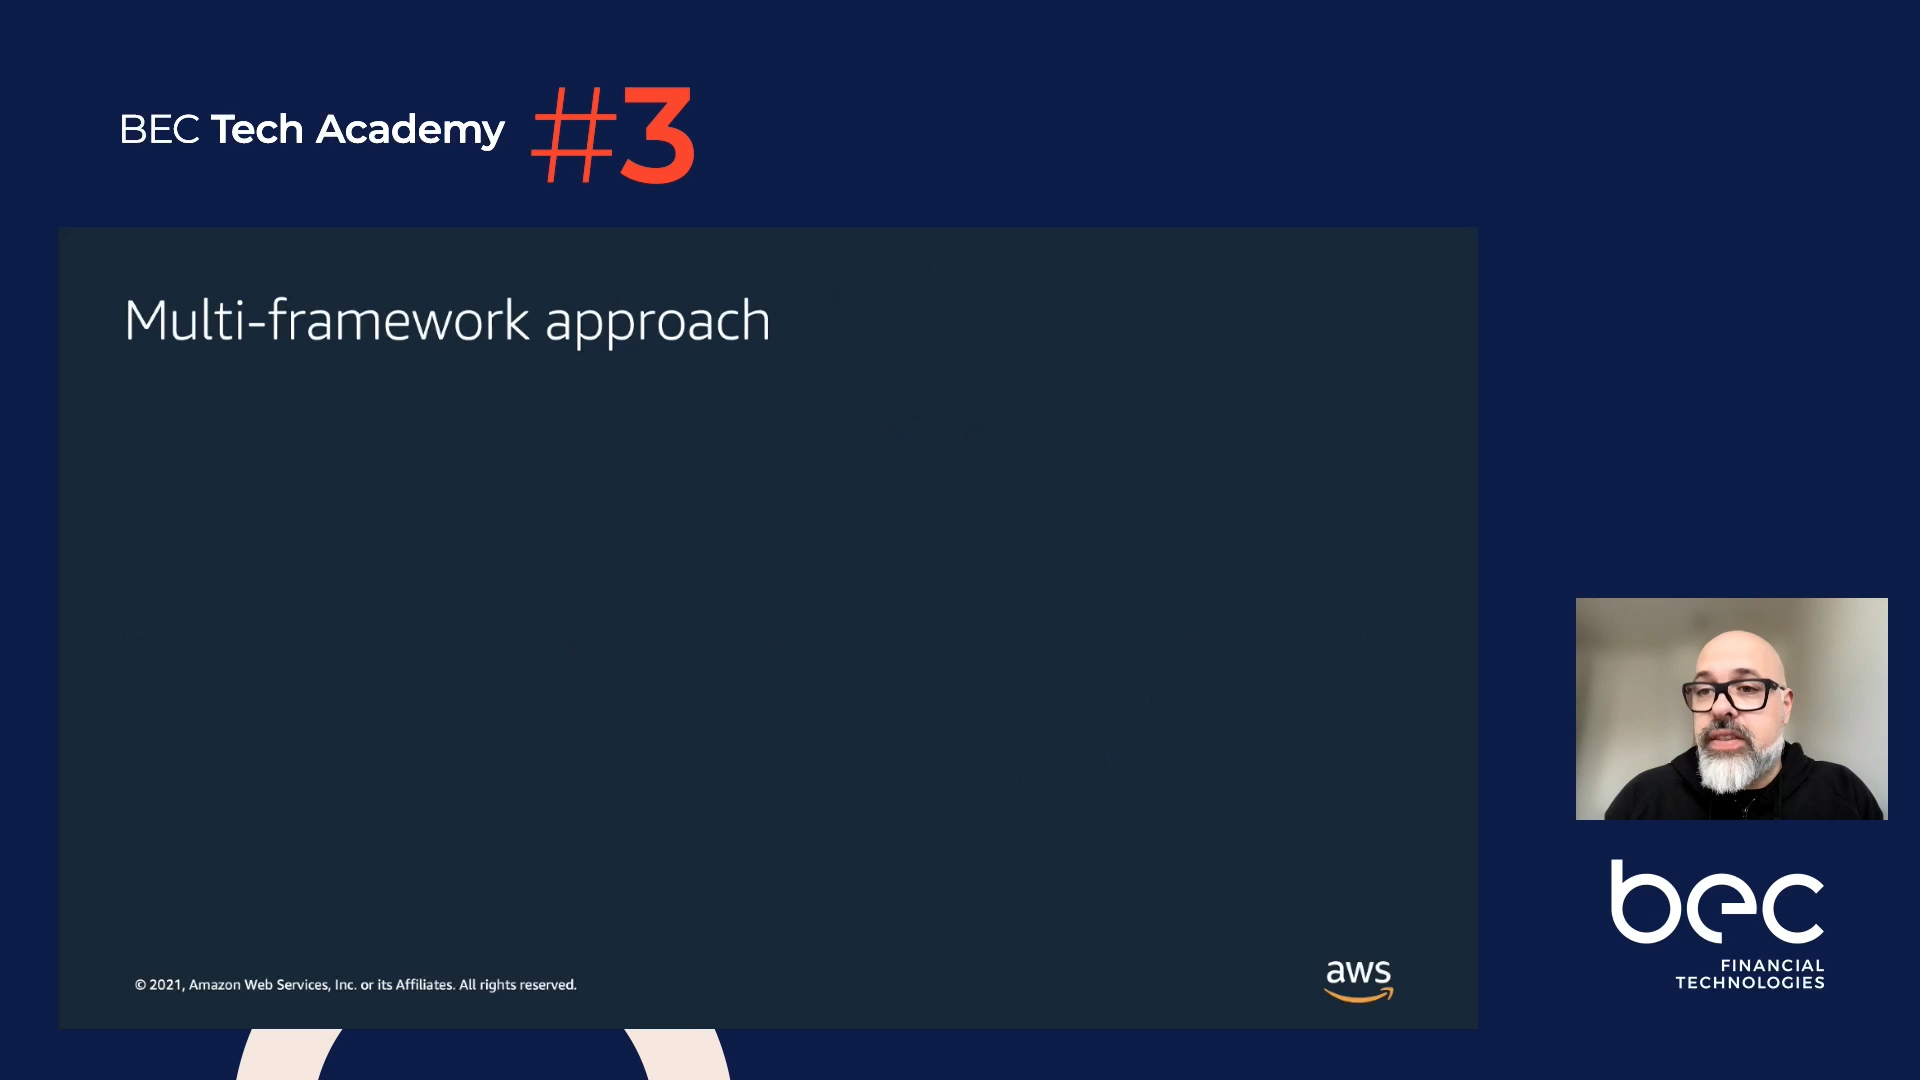 BEC Tech Academy #3
Multi-framework approach
© 2021, Amazon Web Services, Inc. or its Affiliates. All rights reserved.
aws
bec
FINANCIAL
TECHNOLOGIES